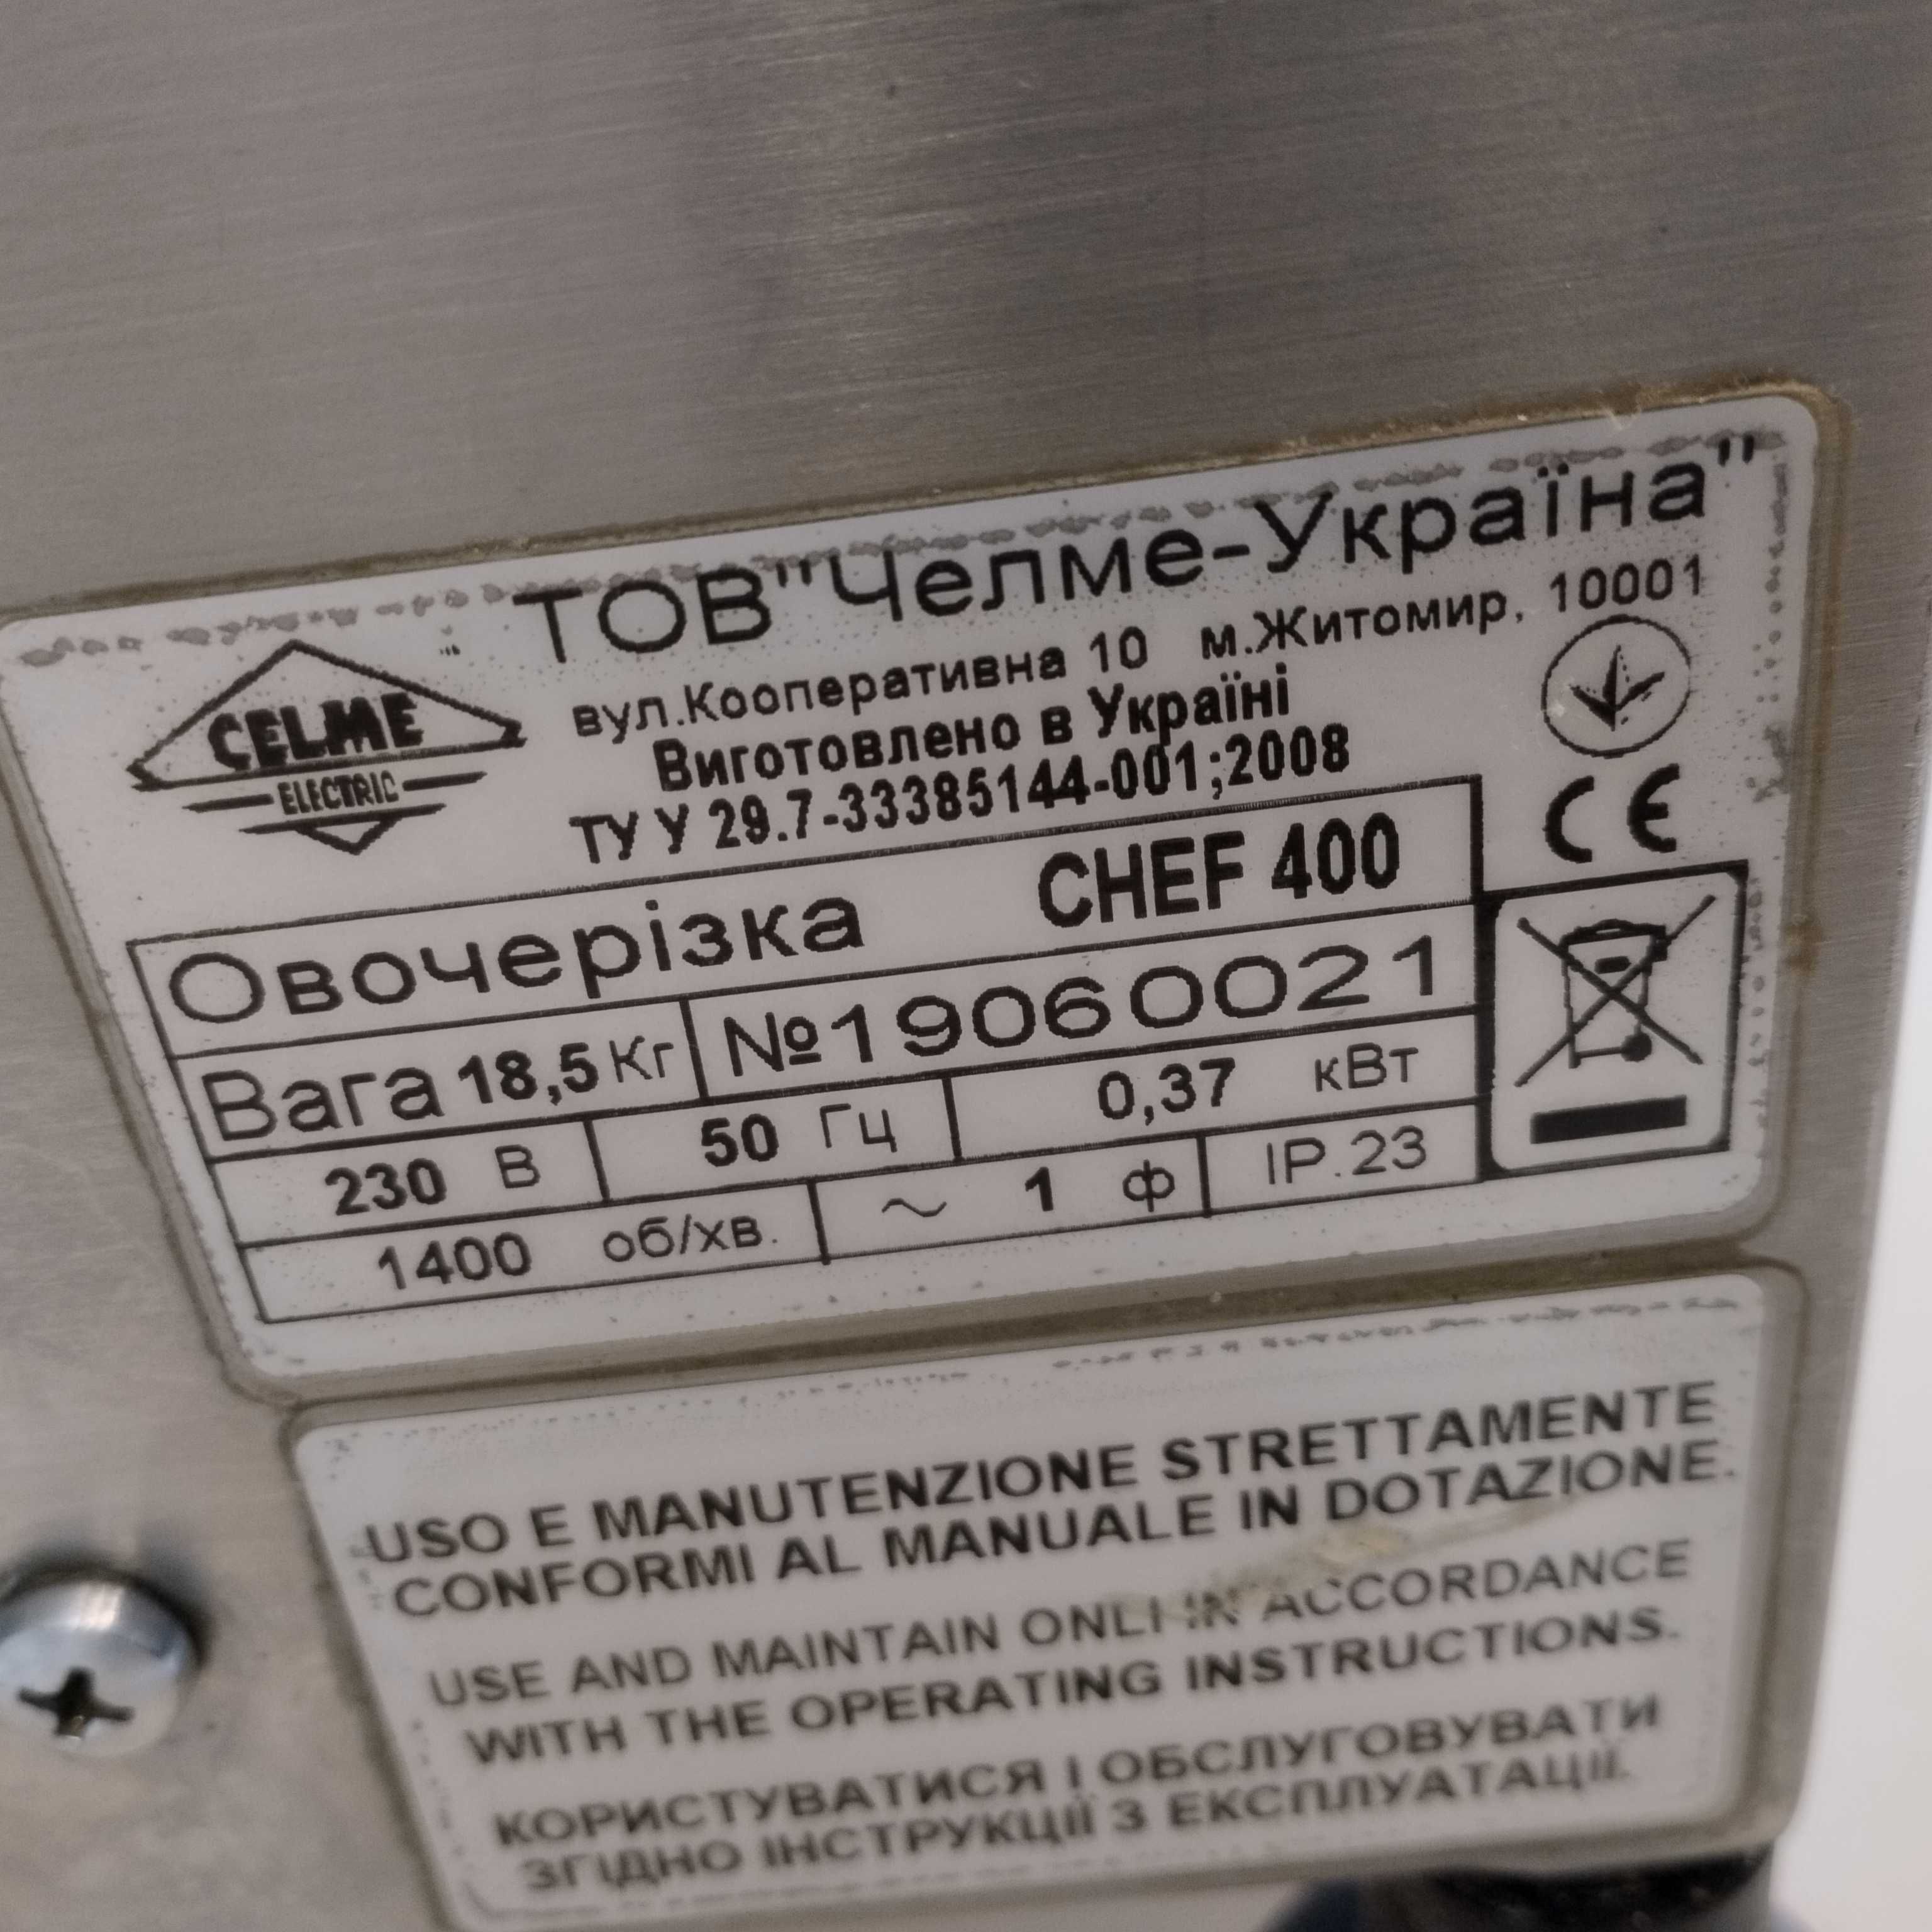 ТОВ"Челме-Україна"
вул.Кооперативна 10 м.Житомир, 10001
CELME
ELECTRIC
Виготовлено в Україні
ТУ У 29.7-33385144-001;2008
CE
Овочерізка CHEF 400
Вага 18,5 Кг №19060021
230 В 50 Гц 0,37 кВт
1400 об/хв. ~ 1 ф IP.23
USO E MANUTENZIONE STRETTAMENTE
CONFORMI AL MANUALE IN DOTAZIONE.
USE AND MAINTAIN ONLI IN ACCORDANCE
WITH THE OPERATING INSTRUCTIONS.
КОРИСТУВАТИСЯ І ОБСЛУГОВУВАТИ
ЗГІДНО ІНСТРУКЦІЇ З ЕКСПЛУАТАЦІЇ.